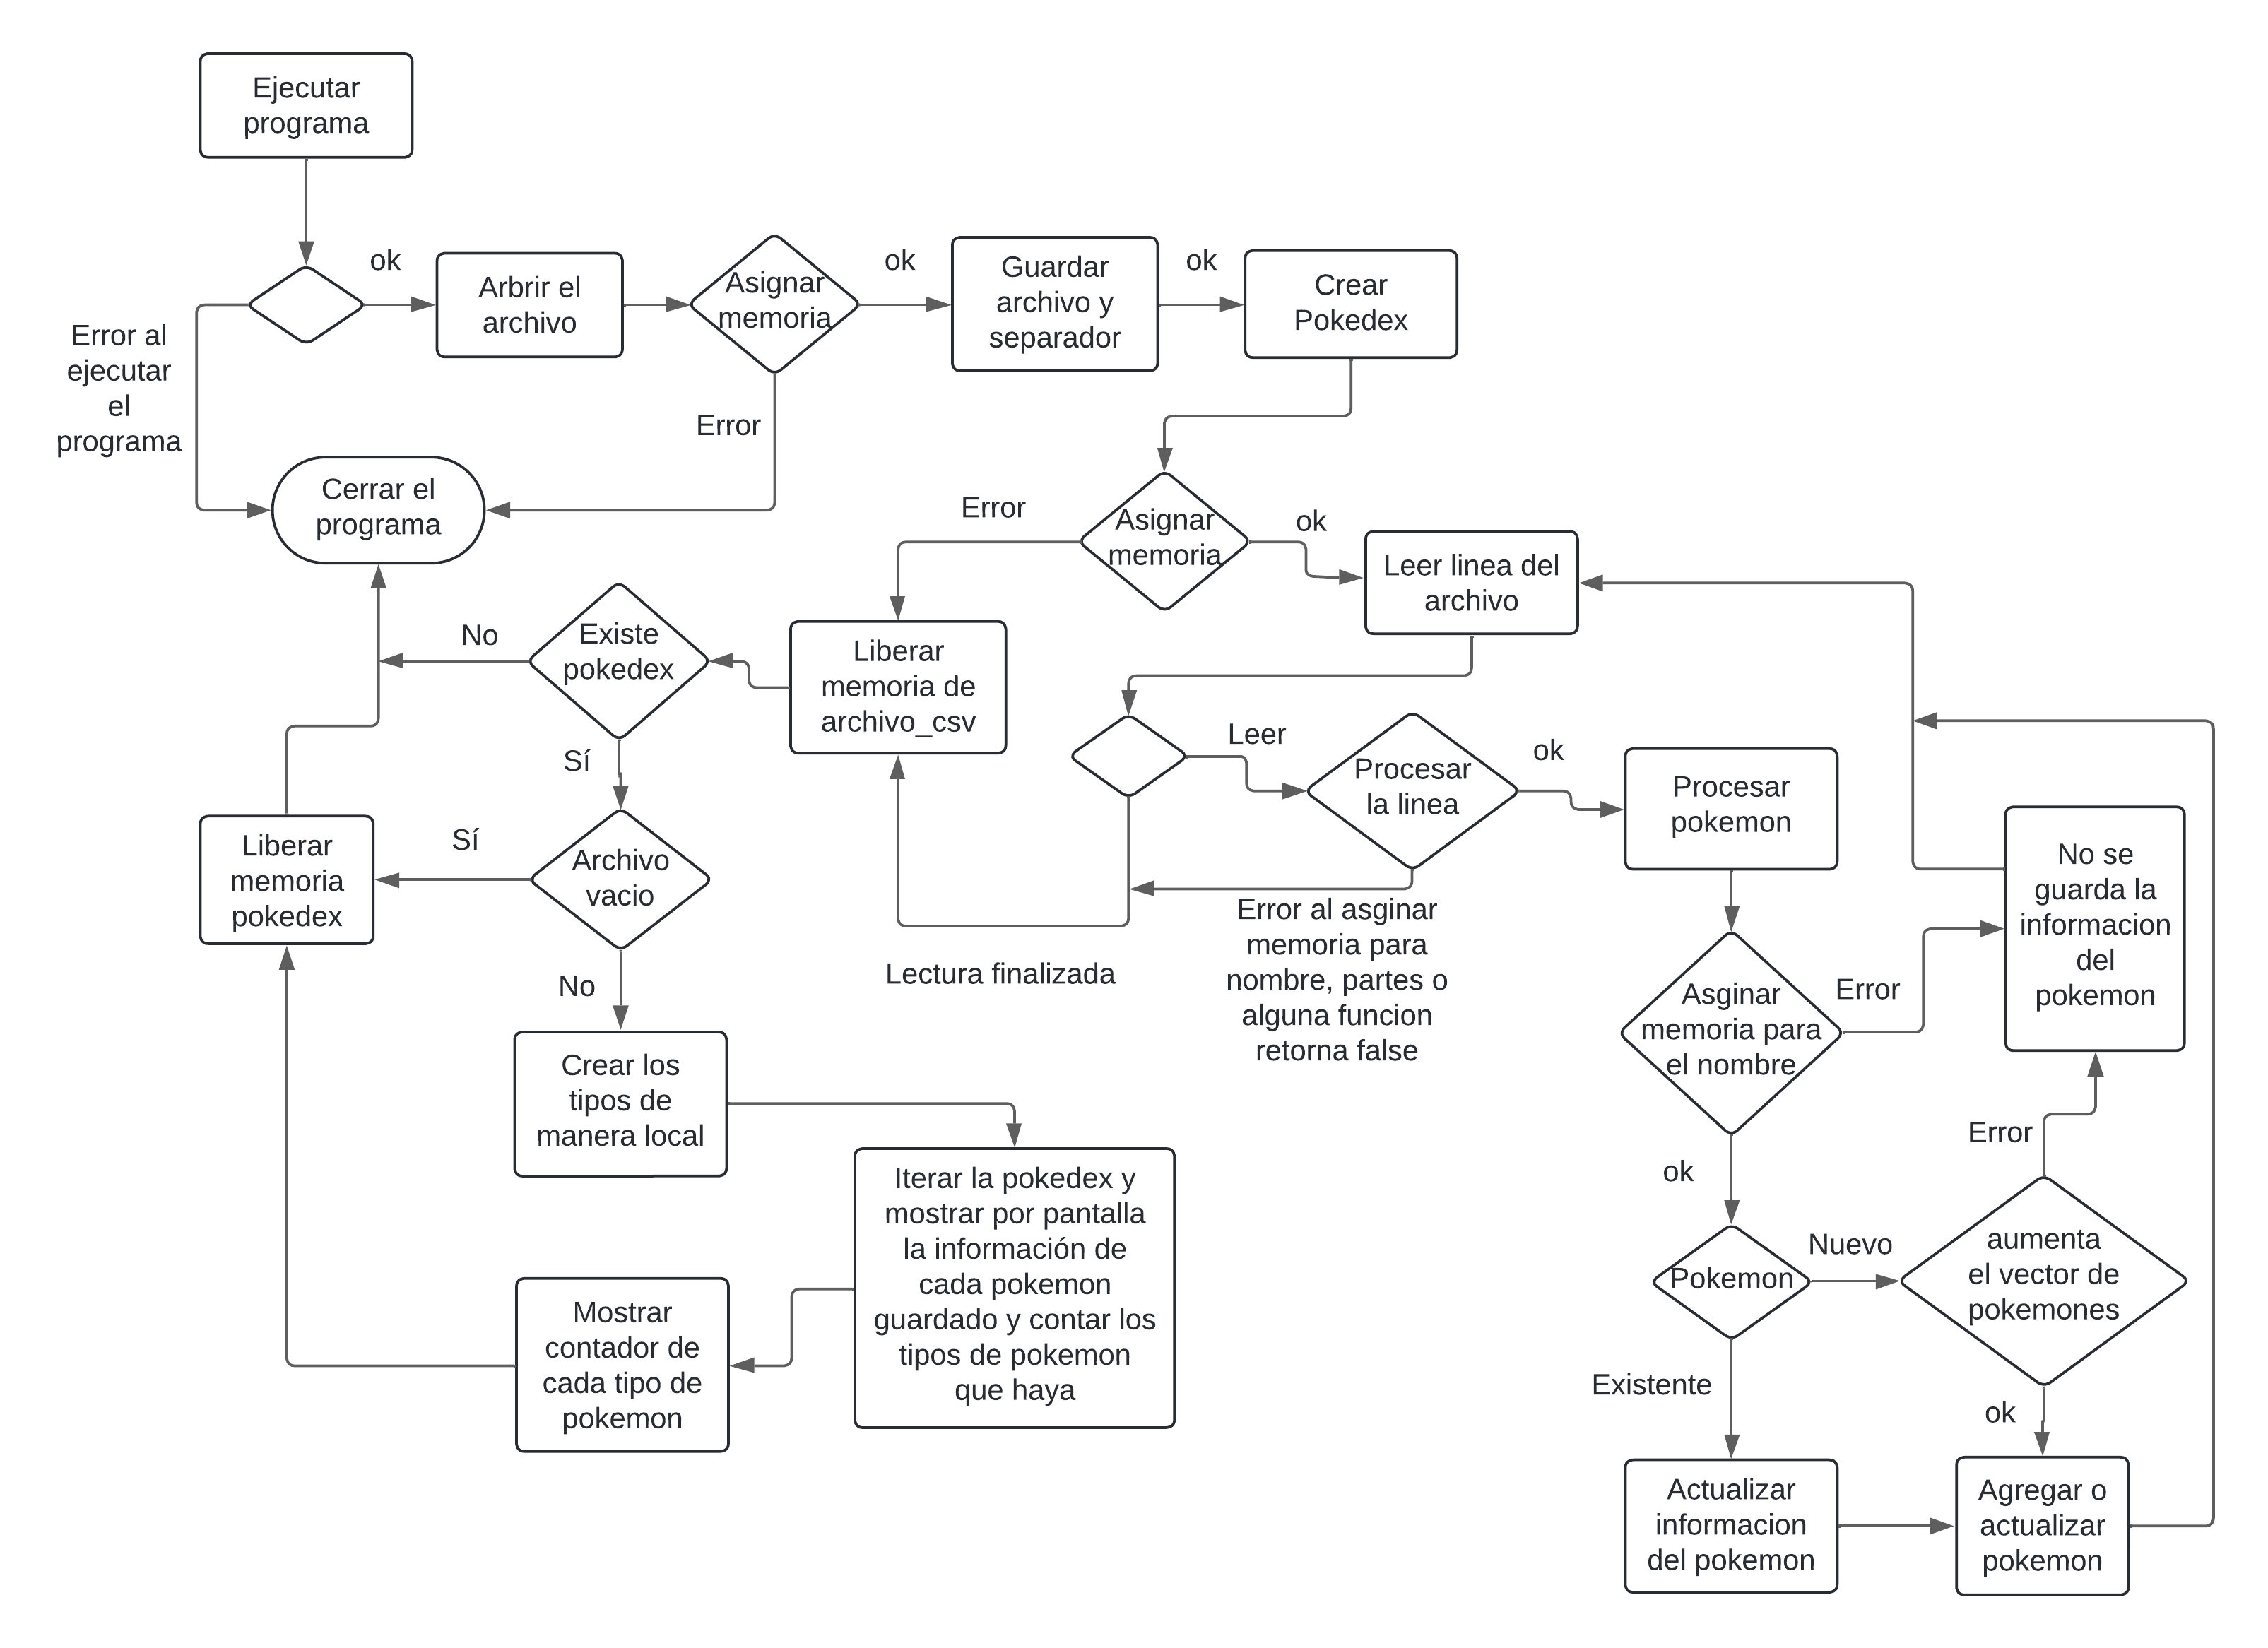 Ejecutar
programa
ok
Arbrir el
archivo
Asignar
memoria
ok
Guardar
archivo y
separador
ok
Crear
Pokedex
Error al
ejecutar
el
programa
Error
Cerrar el
programa
Error
Asignar
memoria
ok
Leer linea del
archivo
No
Existe
pokedex
Liberar
memoria de
archivo_csv
Sí
Leer
Procesar
la linea
ok
Procesar
pokemon
Liberar
memoria
pokedex
Sí
Archivo
vacio
No se
guarda la
informacion
del
pokemon
Error al asginar
memoria para
nombre, partes o
alguna funcion
retorna false
Lectura finalizada
No
Asginar
memoria para
el nombre
Error
Crear los
tipos de
manera local
Error
ok
Iterar la pokedex y
mostrar por pantalla
la información de
cada pokemon
guardado y contar los
tipos de pokemon
que haya
Pokemon
Nuevo
aumenta
el vector de
pokemones
Mostrar
contador de
cada tipo de
pokemon
Existente
ok
Actualizar
informacion
del pokemon
Agregar o
actualizar
pokemon